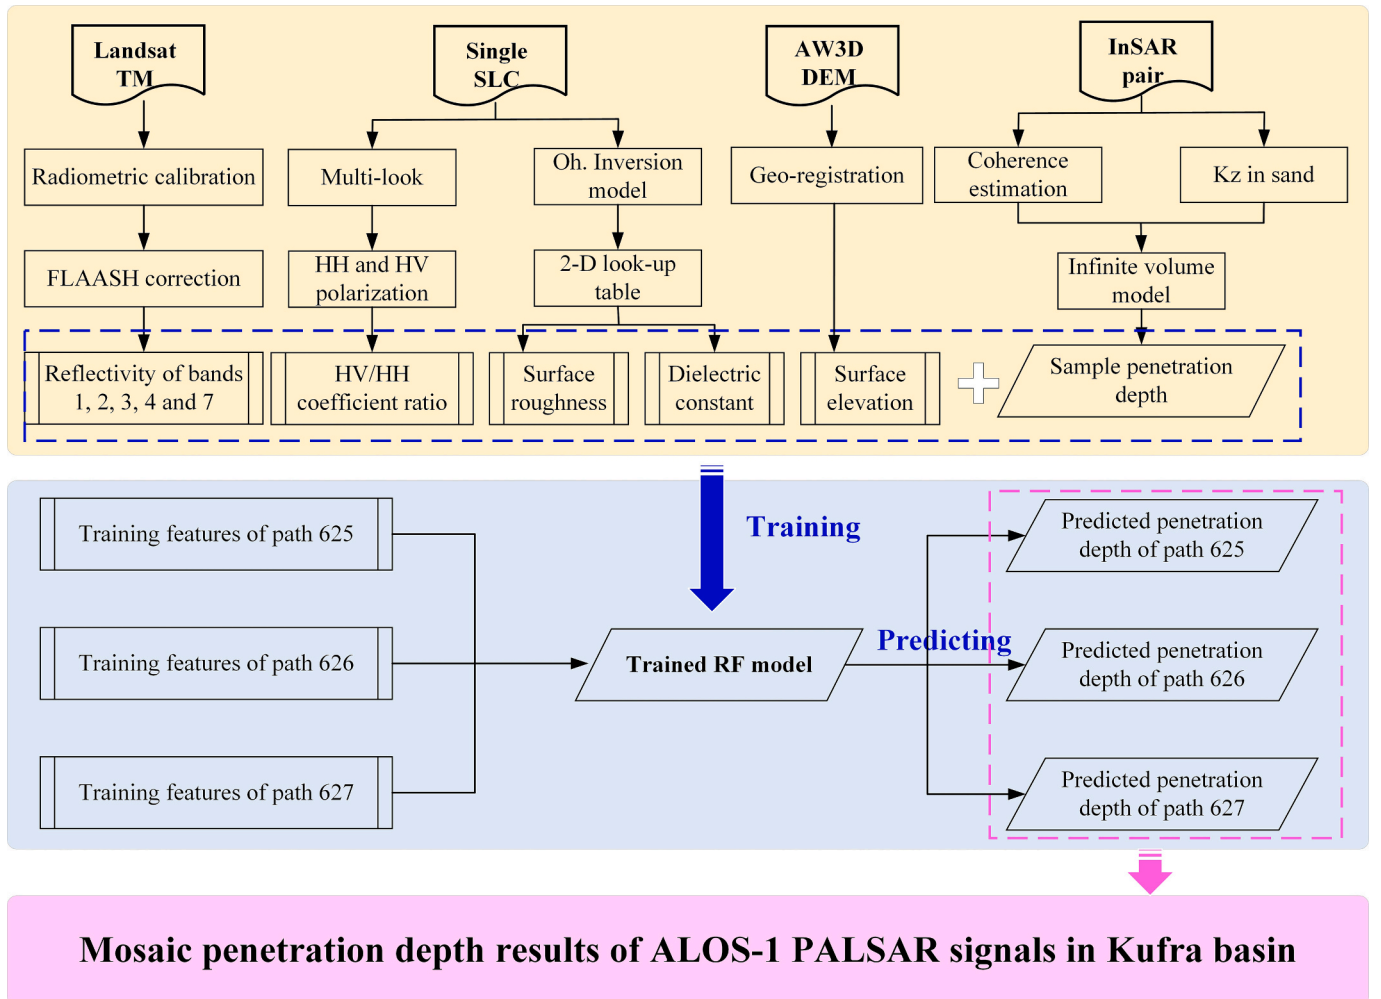 Landsat
TM
Single
SLC
AW3D
DEM
InSAR
pair
Radiometric calibration
Multi-look
Oh. Inversion
model
Geo-registration
Coherence
estimation
Kz in sand
FLAASH correction
HH and HV
polarization
2-D look-up
table
Infinite volume
model
Reflectivity of bands
1, 2, 3, 4 and 7
HV/HH
coefficient ratio
Surface
roughness
Dielectric
constant
Surface
elevation
Sample penetration
depth
Training
Training features of path 625
Training features of path 626
Training features of path 627
Trained RF model
Predicting
Predicted penetration
depth of path 625
Predicted penetration
depth of path 626
Predicted penetration
depth of path 627
Mosaic penetration depth results of ALOS-1 PALSAR signals in Kufra basin